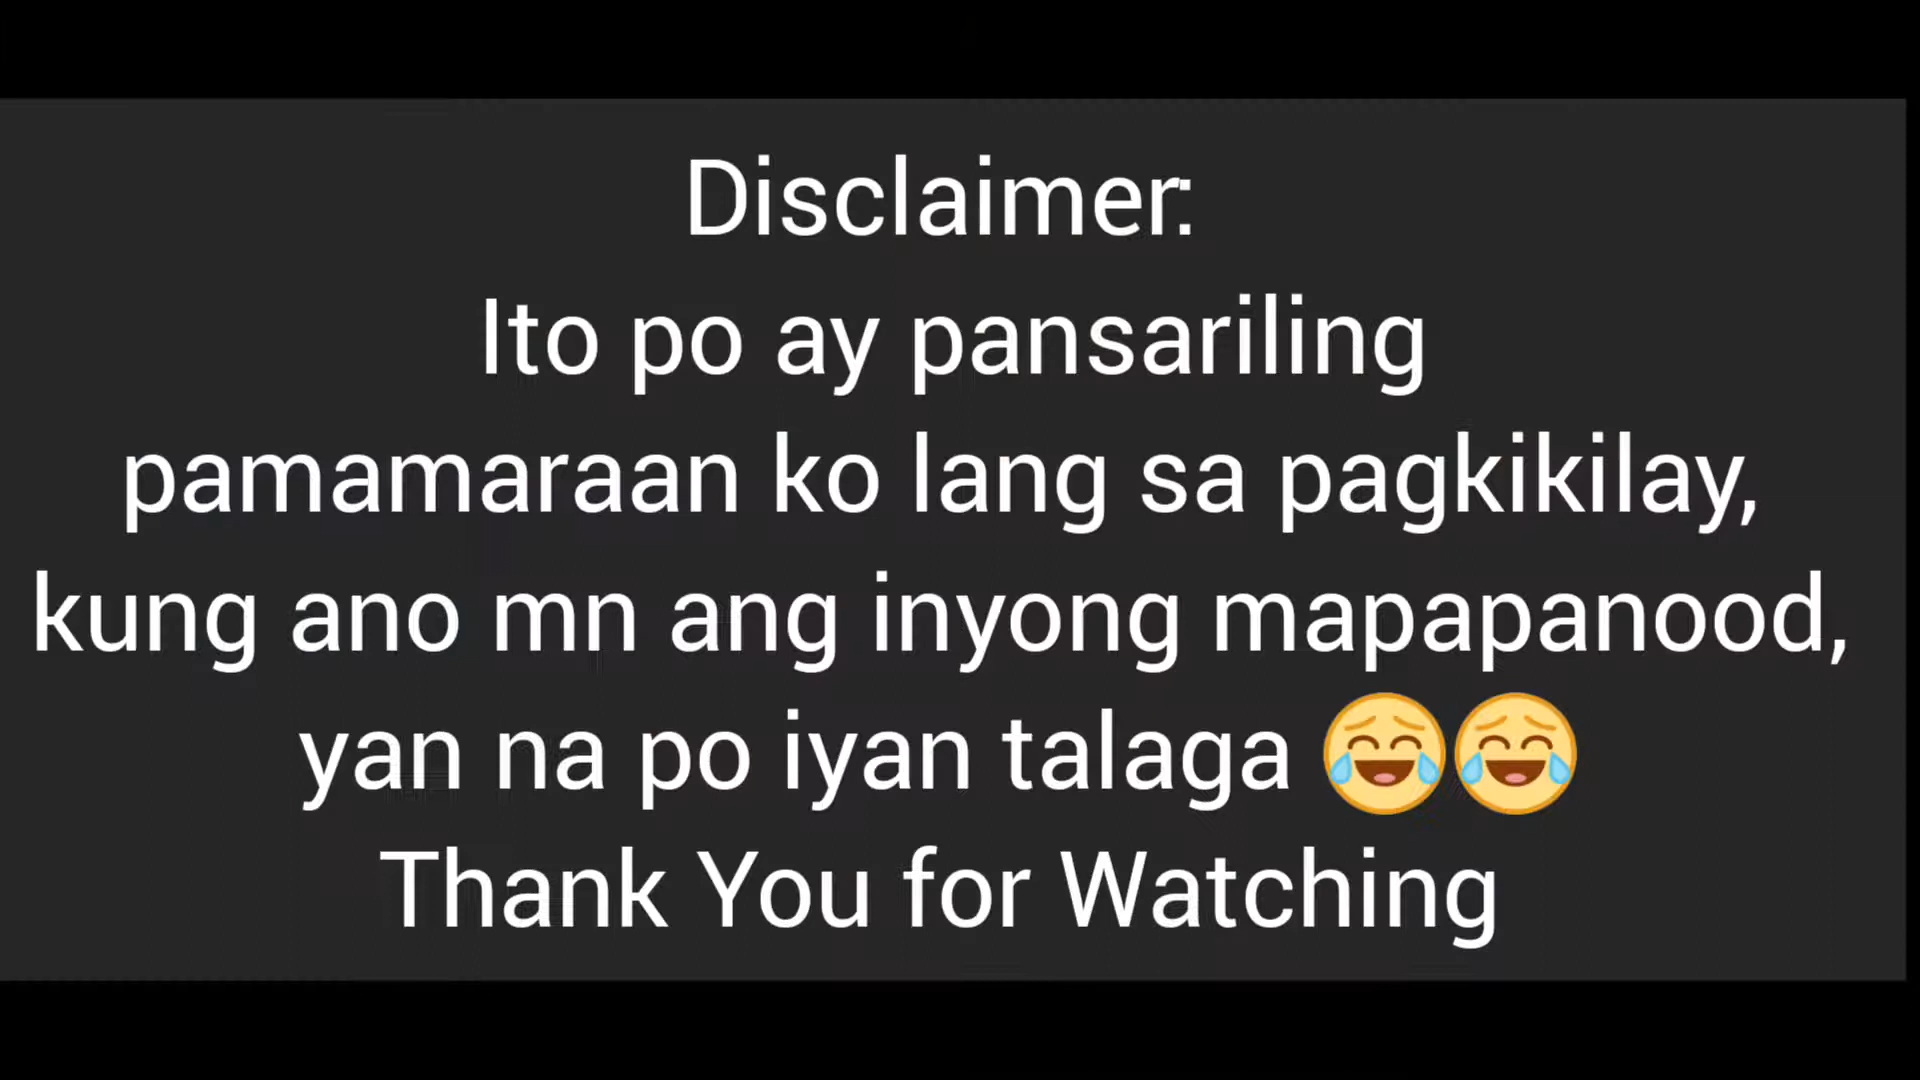 Disclaimer:
Ito po ay pansariling
pamamaraan ko lang sa pagkikilay,
kung ano mn ang inyong mapapanood,
yan na po iyan talaga 😂😂
Thank You for Watching